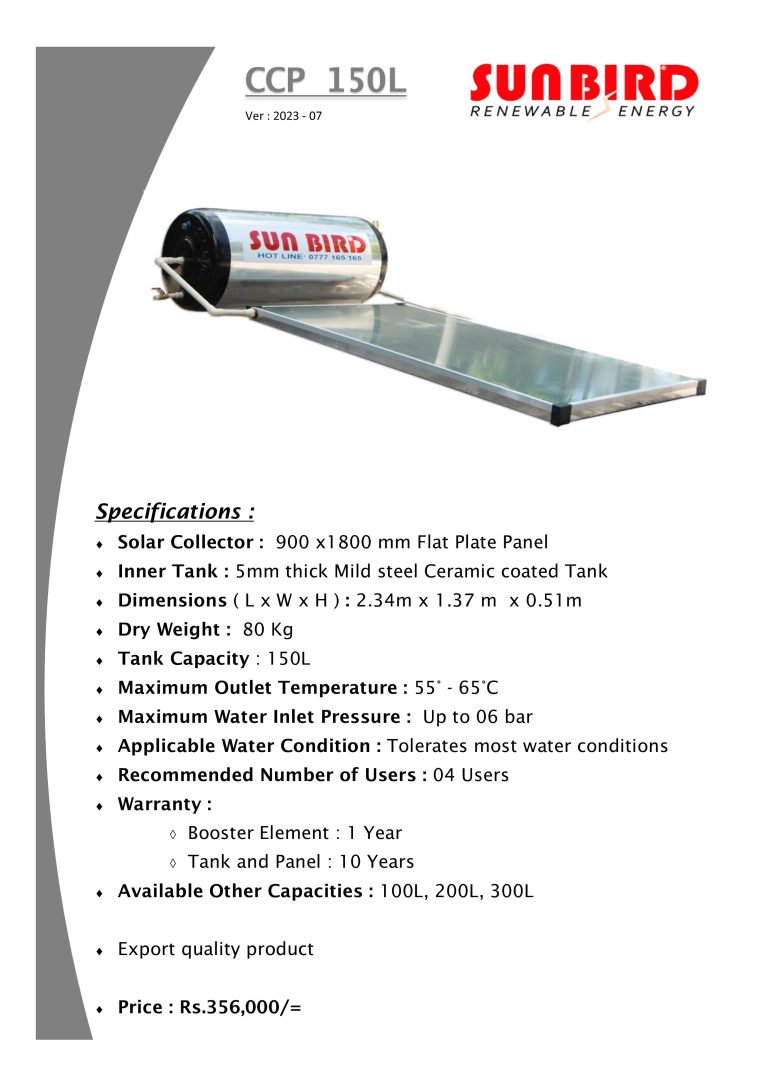 CCP 150L
Ver : 2023 - 07
SUN BIRD
RENEWABLE ENERGY
SUN BIRD
HOT LINE: 0777 165 165
Specifications :
⬧ Solar Collector : 900 x1800 mm Flat Plate Panel
⬧ Inner Tank : 5mm thick Mild steel Ceramic coated Tank
⬧ Dimensions ( L x W x H ) : 2.34m x 1.37 m x 0.51m
⬧ Dry Weight : 80 Kg
⬧ Tank Capacity : 150L
⬧ Maximum Outlet Temperature : 55˚ - 65˚C
⬧ Maximum Water Inlet Pressure : Up to 06 bar
⬧ Applicable Water Condition : Tolerates most water conditions
⬧ Recommended Number of Users : 04 Users
⬧ Warranty :
◊ Booster Element : 1 Year
◊ Tank and Panel : 10 Years
⬧ Available Other Capacities : 100L, 200L, 300L
⬧ Export quality product
⬧ Price : Rs.356,000/=